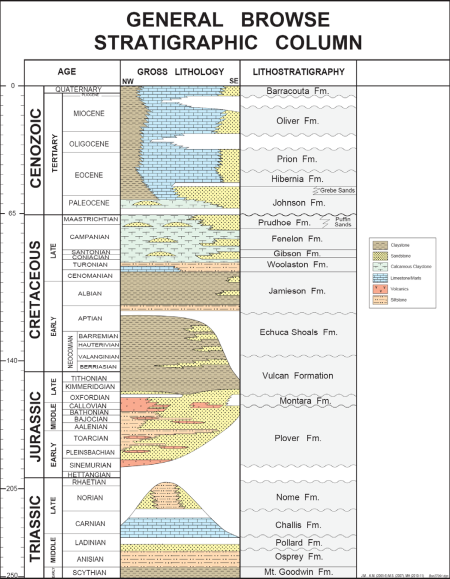 GENERAL BROWSE
STRATIGRAPHIC COLUMN
AGE
GROSS LITHOLOGY
LITHOSTRATIGRAPHY
NW
SE
0
CENOZOIC
TERTIARY
QUATERNARY
Barracouta Fm.
MIOCENE
Oliver Fm.
OLIGOCENE
Prion Fm.
EOCENE
Hibernia Fm.
Grebe Sands
PALEOCENE
Johnson Fm.
65
CRETACEOUS
LATE
MAASTRICHTIAN
Prudhoe Fm.
Puffin
Sands
CAMPANIAN
Fenelon Fm.
SANTONIAN
Gibson Fm.
CONIACIAN
TURONIAN
Woolaston Fm.
CENOMANIAN
Jamieson Fm.
EARLY
ALBIAN
APTIAN
Echuca Shoals Fm.
NEOCOMIAN
BARREMIAN
HAUTERIVIAN
VALANGINIAN
BERRIASIAN
140
Vulcan Formation
JURASSIC
LATE
TITHONIAN
KIMMERIDGIAN
OXFORDIAN
Montara Fm.
MIDDLE
CALLOVIAN
BATHONIAN
BAJOCIAN
AALENIAN
Plover Fm.
EARLY
TOARCIAN
PLEINSBACHIAN
SINEMURIAN
HETTANGIAN
205
TRIASSIC
LATE
RHAETIAN
NORIAN
Nome Fm.
CARNIAN
Challis Fm.
MIDDLE
LADINIAN
Pollard Fm.
ANISIAN
Osprey Fm.
SCYTHIAN
Mt. Goodwin Fm.
250
Claystone
Sandstone
Calcareous Claystone
Limestone/Marls
Volcanics
Siltstone